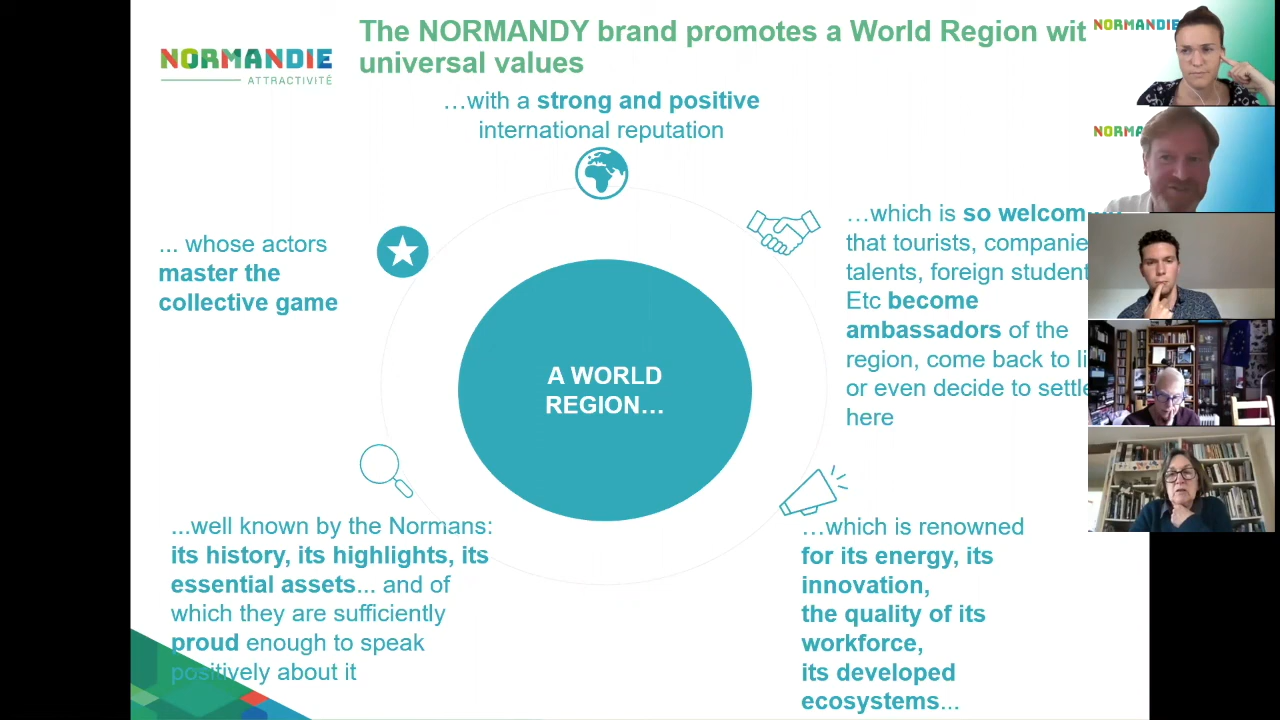 The NORMANDY brand promotes a World Region wit
universal values
NORMANDIE
ATTRACTIVITÉ
…with a strong and positive
international reputation
... whose actors
master the
collective game
…which is so welcom
that tourists, companie
talents, foreign student
Etc become
ambassadors of the
region, come back to li
or even decide to settle
here
A WORLD
REGION…
...well known by the Normans:
its history, its highlights, its
essential assets... and of
which they are sufficiently
proud enough to speak
positively about it
…which is renowned
for its energy, its
innovation,
the quality of its
workforce,
its developed
ecosystems...
NORMANDIE
NORMA